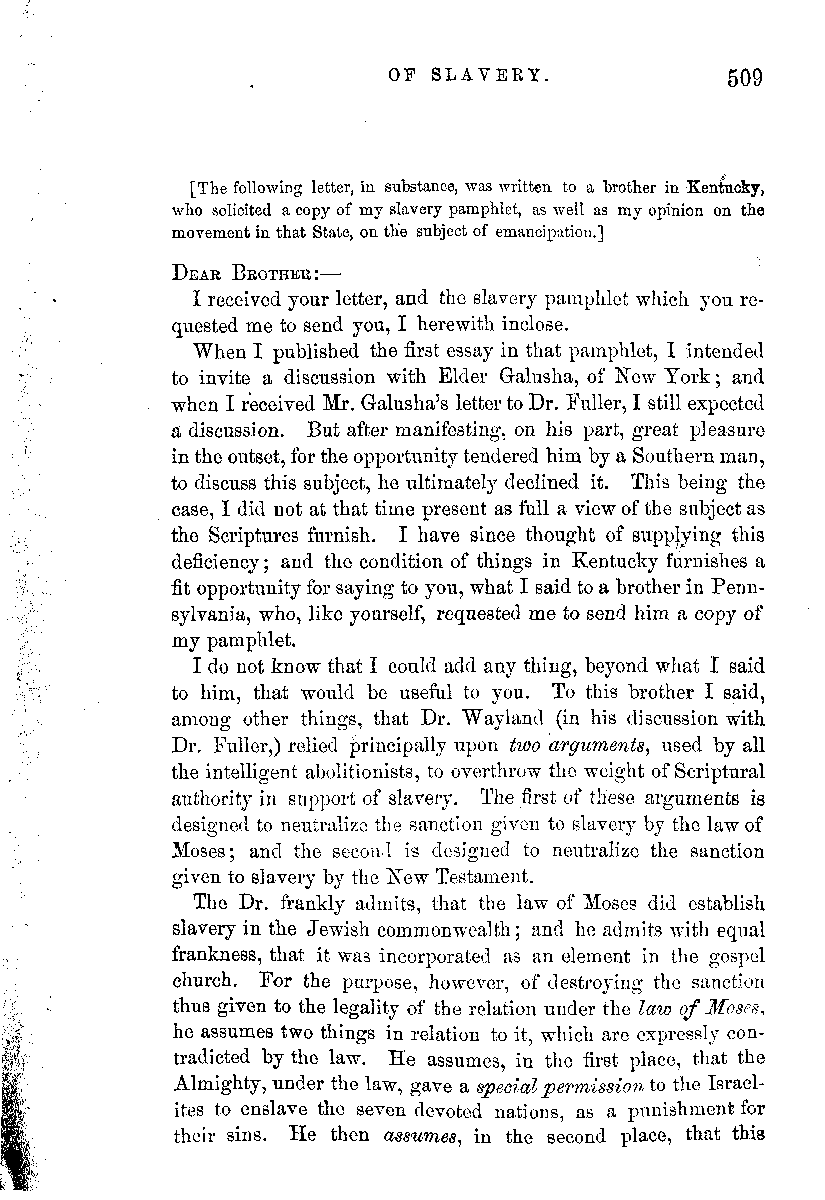 OF SLAVERY. 509
[The following letter, in substance, was written to a brother in Kentucky,
who solicited a copy of my slavery pamphlet, as well as my opinion on the
movement in that State, on the subject of emancipation.]
DEAR BROTHER:—
I received your letter, and the slavery pamphlet which you re-
quested me to send you, I herewith inclose.
When I published the first essay in that pamphlet, I intended
to invite a discussion with Elder Galusha, of New York; and
when I received Mr. Galusha's letter to Dr. Fuller, I still expected
a discussion. But after manifesting, on his part, great pleasure
in the outset, for the opportunity tendered him by a Southern man,
to discuss this subject, he ultimately declined it. This being the
case, I did not at that time present as full a view of the subject as
the Scriptures furnish. I have since thought of supplying this
deficiency; and the condition of things in Kentucky furnishes a
fit opportunity for saying to you, what I said to a brother in Penn-
sylvania, who, like yourself, requested me to send him a copy of
my pamphlet.
I do not know that I could add any thing, beyond what I said
to him, that would be useful to you. To this brother I said,
among other things, that Dr. Wayland (in his discussion with
Dr. Fuller,) relied principally upon two arguments, used by all
the intelligent abolitionists, to overthrow the weight of Scriptural
authority in support of slavery. The first of these arguments is
designed to neutralize the sanction given to slavery by the law of
Moses; and the second is designed to neutralize the sanction
given to slavery by the New Testament.
The Dr. frankly admits, that the law of Moses did establish
slavery in the Jewish commonwealth; and he admits with equal
frankness, that it was incorporated as an element in the gospel
church. For the purpose, however, of destroying the sanction
thus given to the legality of the relation under the law of Moses,
he assumes two things in relation to it, which are expressly con-
tradicted by the law. He assumes, in the first place, that the
Almighty, under the law, gave a special permission to the Israel-
ites to enslave the seven devoted nations, as a punishment for
their sins. He then assumes, in the second place, that this